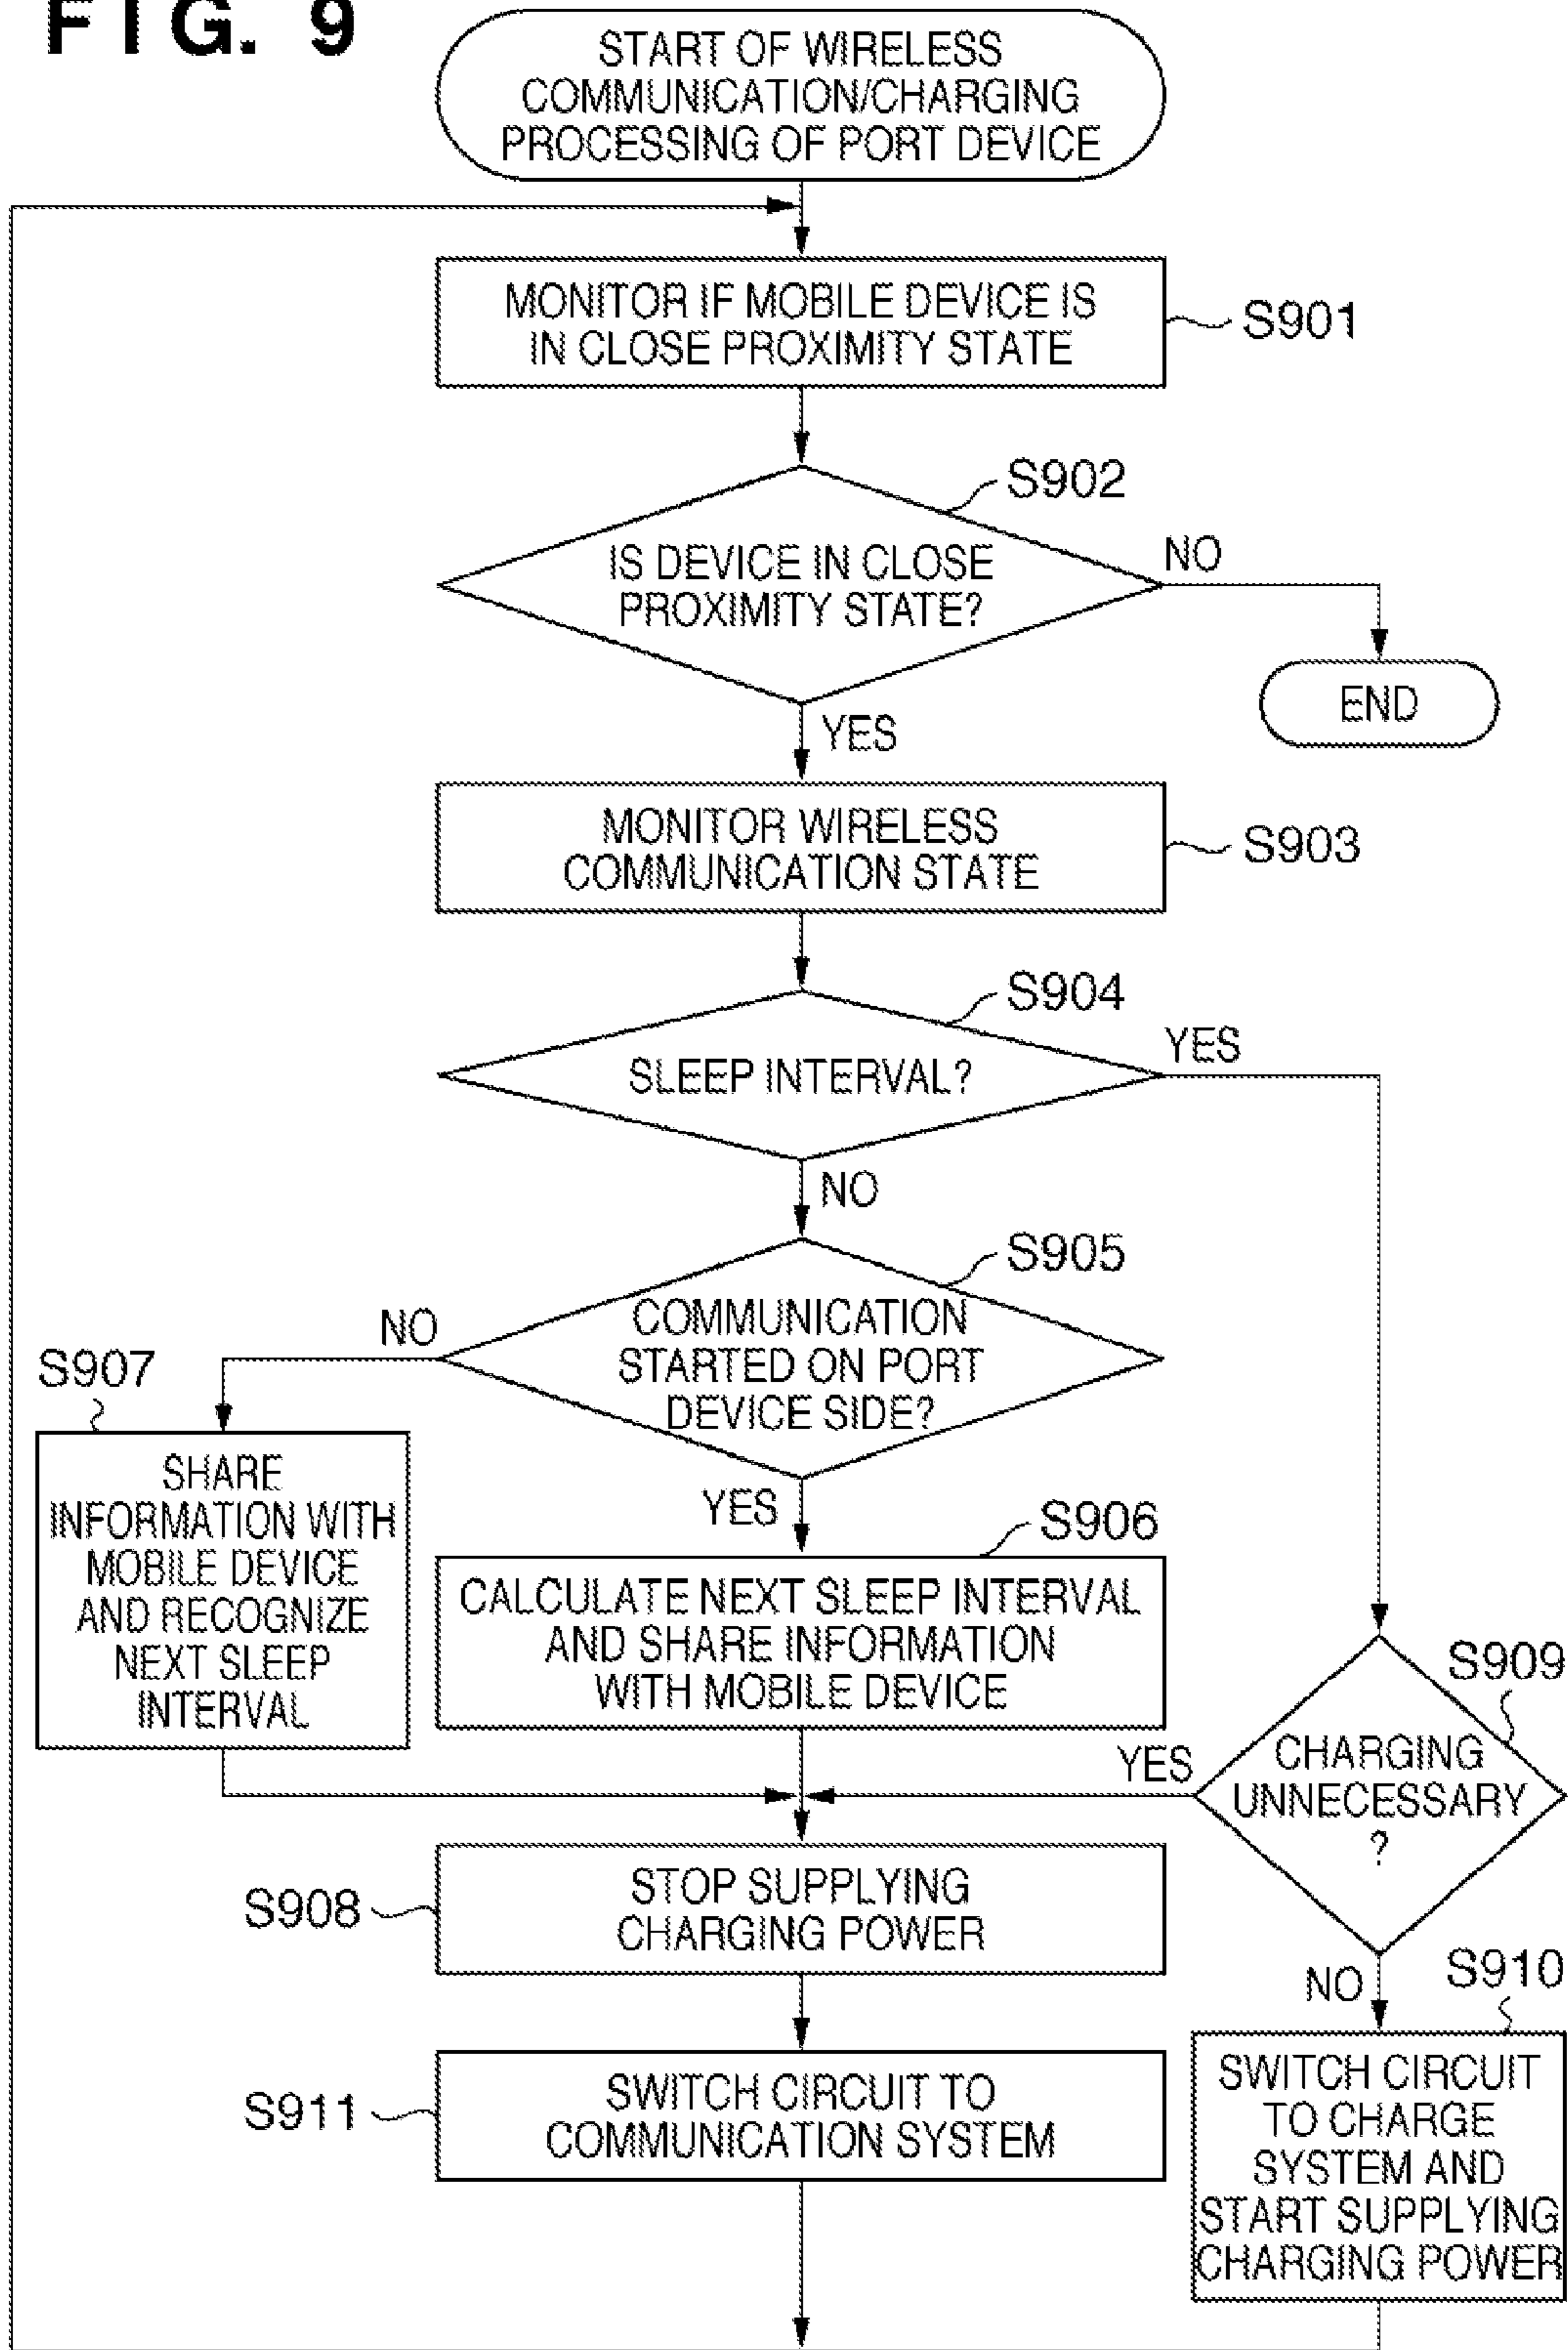 FIG. 9
START OF WIRELESS
COMMUNICATION/CHARGING
PROCESSING OF PORT DEVICE
MONITOR IF MOBILE DEVICE IS
IN CLOSE PROXIMITY STATE
S901
S902
IS DEVICE IN CLOSE
PROXIMITY STATE?
NO
END
YES
MONITOR WIRELESS
COMMUNICATION STATE
S903
S904
SLEEP INTERVAL?
YES
NO
S905
COMMUNICATION
STARTED ON PORT
DEVICE SIDE?
NO
S907
SHARE
INFORMATION WITH
MOBILE DEVICE
AND RECOGNIZE
NEXT SLEEP
INTERVAL
YES
S906
CALCULATE NEXT SLEEP INTERVAL
AND SHARE INFORMATION
WITH MOBILE DEVICE
S909
CHARGING
UNNECESSARY
?
YES
STOP SUPPLYING
CHARGING POWER
S908
NO
S910
SWITCH CIRCUIT
TO CHARGE
SYSTEM AND
START SUPPLYING
CHARGING POWER
S911
SWITCH CIRCUIT TO
COMMUNICATION SYSTEM